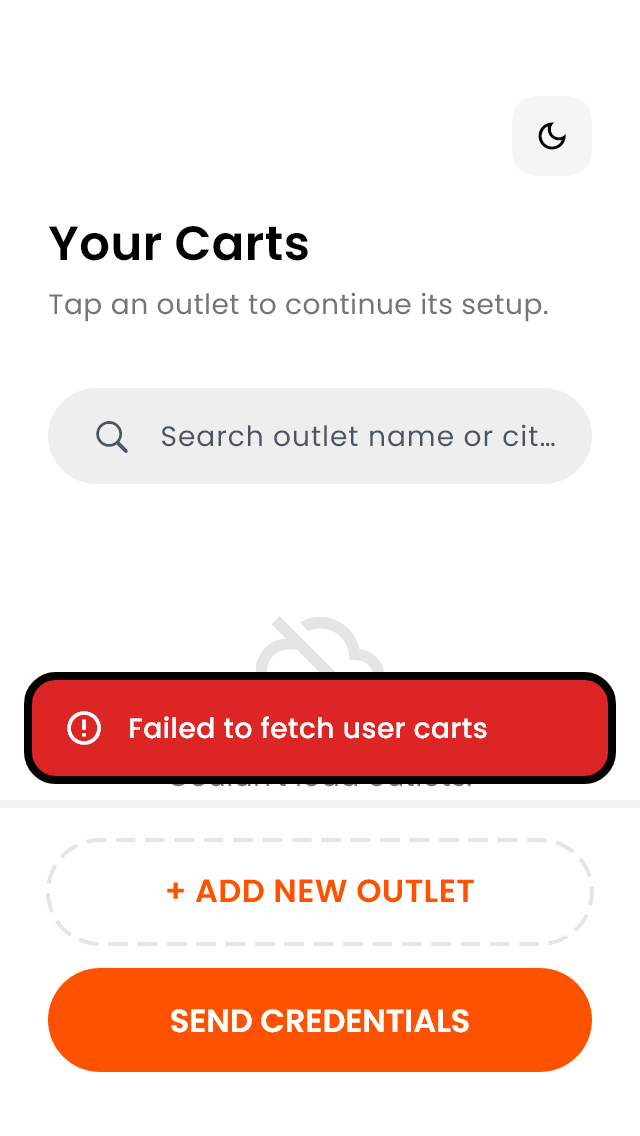 Your Carts
Tap an outlet to continue its setup.
Search outlet name or cit…
Failed to fetch user carts
+ ADD NEW OUTLET
SEND CREDENTIALS